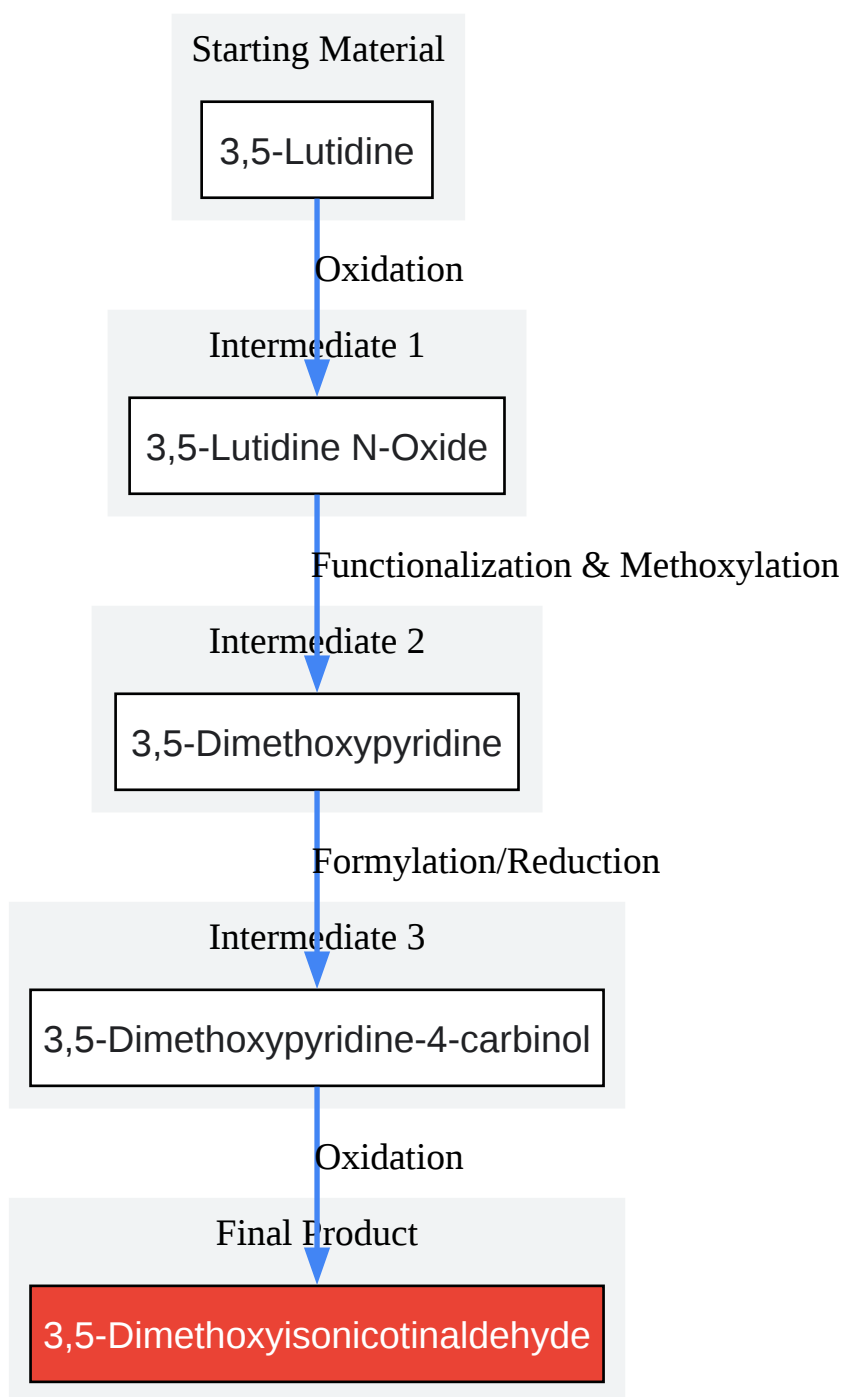 Starting Material
3,5-Lutidine
Oxidation
Intermediate 1
3,5-Lutidine N-Oxide
Functionalization & Methoxylation
Intermediate 2
3,5-Dimethoxypyridine
Formylation/Reduction
Intermediate 3
3,5-Dimethoxypyridine-4-carbinol
Oxidation
Final Product
3,5-Dimethoxyisonicotinaldehyde